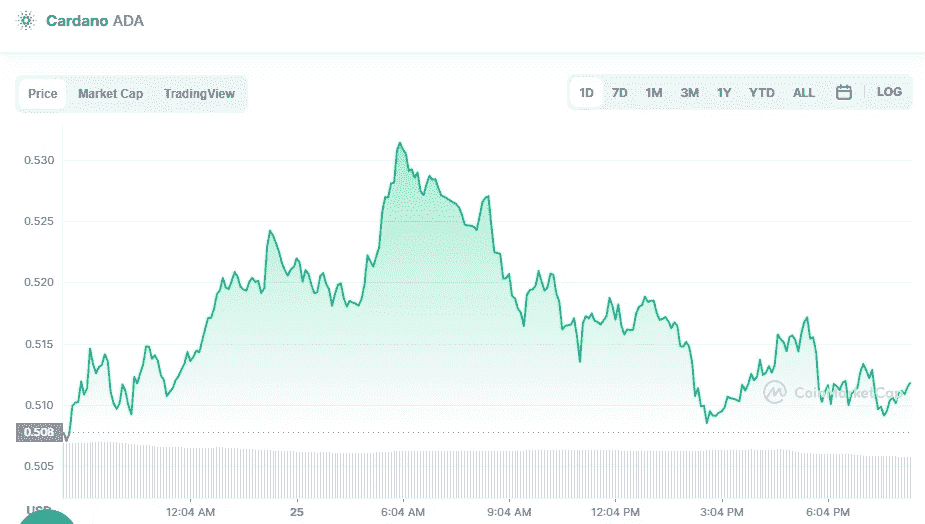 Cardano ADA
Price Market Cap TradingView
1D 7D 1M 3M 1Y YTD ALL LOG
0.530
0.525
0.520
0.515
0.510
CoinMarketCap
0.508
0.505
USD
12:04 AM 25 6:04 AM 9:04 AM 12:04 PM 3:04 PM 6:04 PM